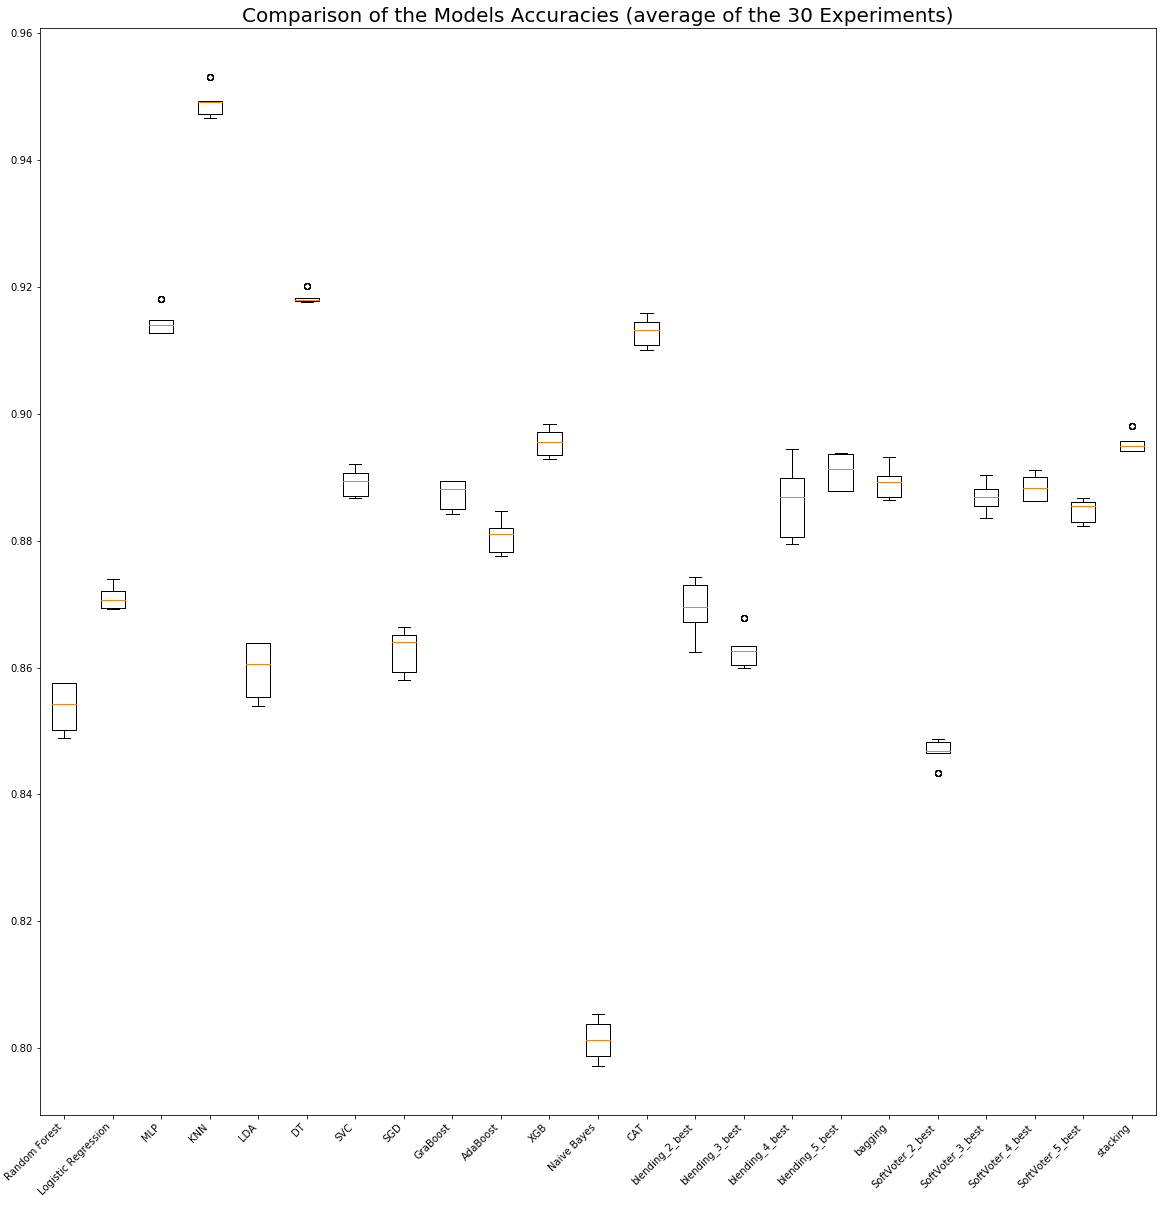 Comparison of the Models Accuracies (average of the 30 Experiments)
0.96
0.94
0.92
0.90
0.88
0.86
0.84
0.82
0.80
Random Forest
Logistic Regression
MLP
KNN
LDA
DT
SVC
SGD
GraBoost
AdaBoost
XGB
Naive Bayes
CAT
blending_2_best
blending_3_best
blending_4_best
blending_5_best
bagging
SoftVoter_2_best
SoftVoter_3_best
SoftVoter_4_best
SoftVoter_5_best
stacking